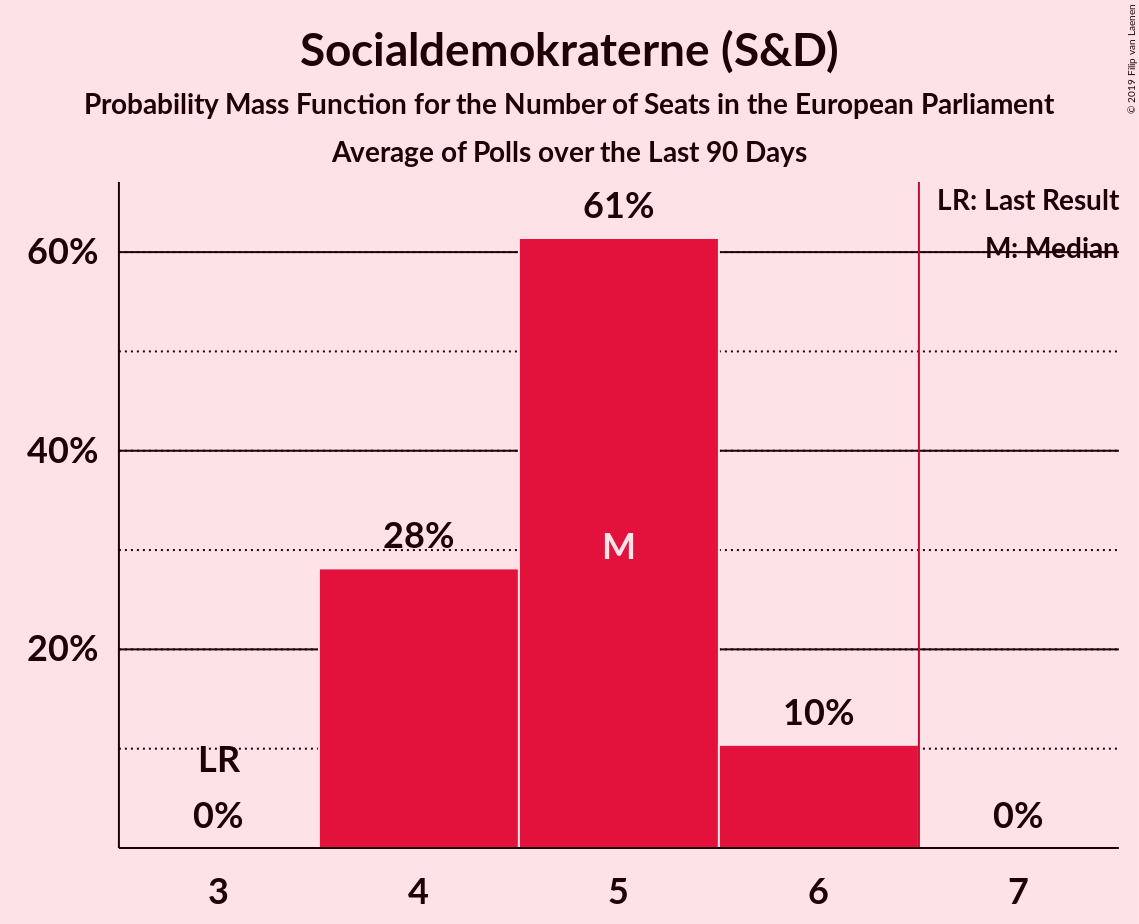 Socialdemokraterne (S&D)
Probability Mass Function for the Number of Seats in the European Parliament
Average of Polls over the Last 90 Days
© 2019 Filip van Laenen
LR: Last Result
M: Median
61%
60%
40%
28%
M
20%
10%
LR
0%
0%
3 4 5 6 7